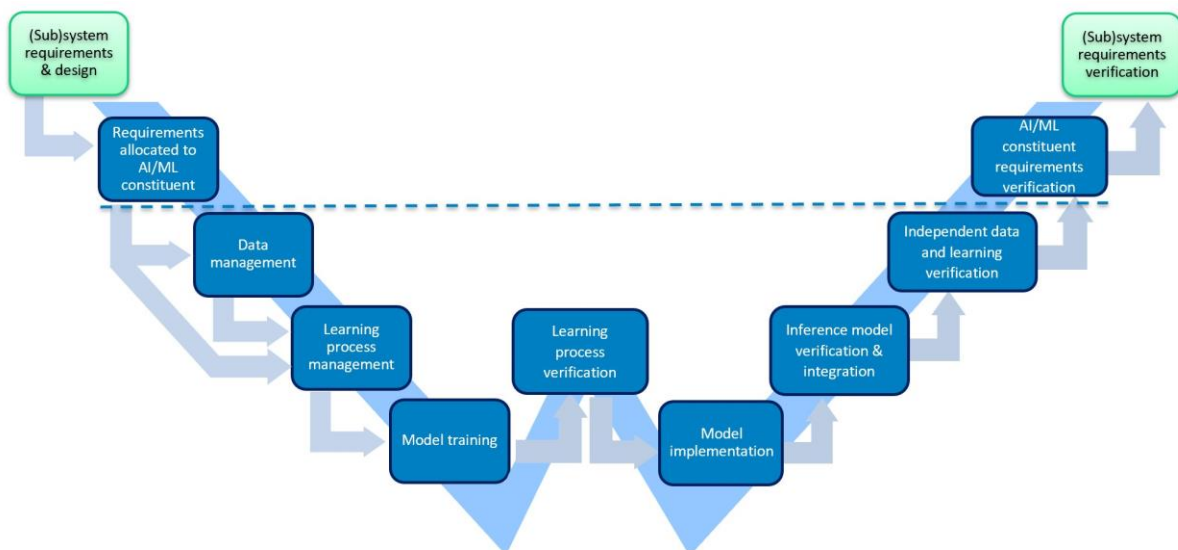 (Sub)system
requirements
& design
(Sub)system
requirements
verification
Requirements
allocated to
AI/ML
constituent
AI/ML
constituent
requirements
verification
Data
management
Independent data
and learning
verification
Learning
process
management
Learning
process
verification
Inference model
verification &
integration
Model training
Model
implementation